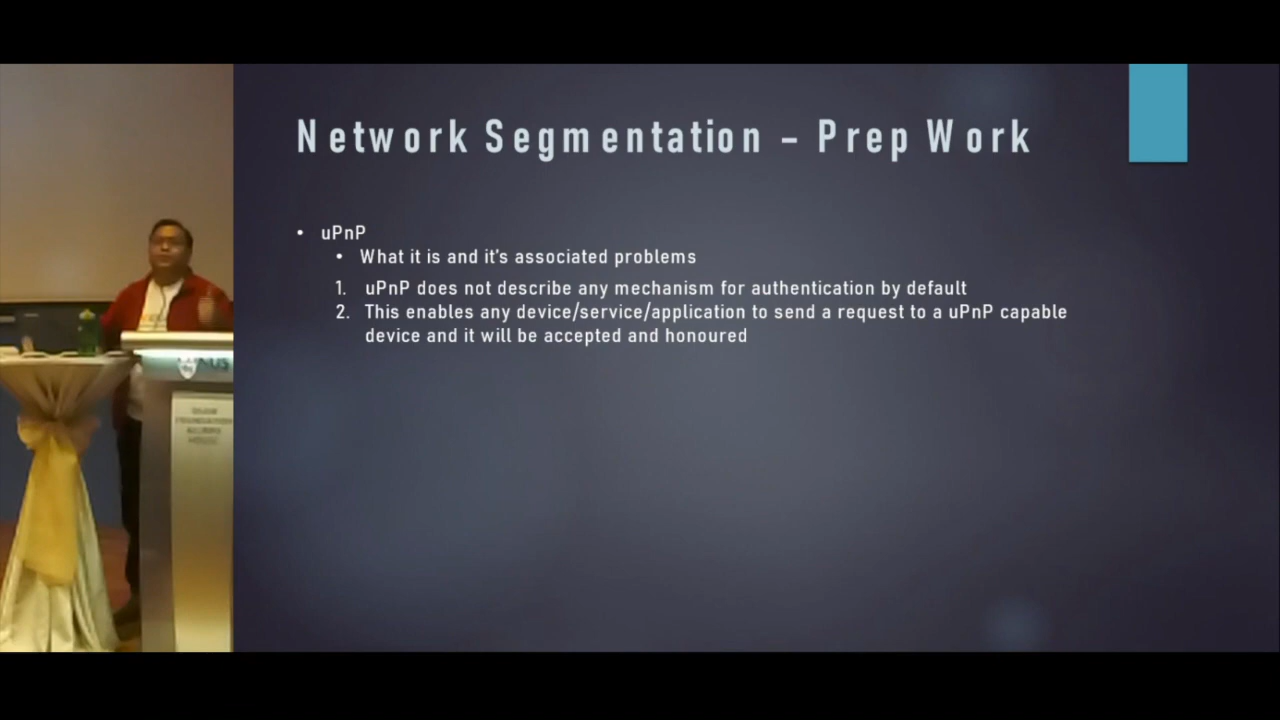 Network Segmentation – Prep Work
• uPnP
• What it is and it's associated problems
1. uPnP does not describe any mechanism for authentication by default
2. This enables any device/service/application to send a request to a uPnP capable
device and it will be accepted and honoured
NUS